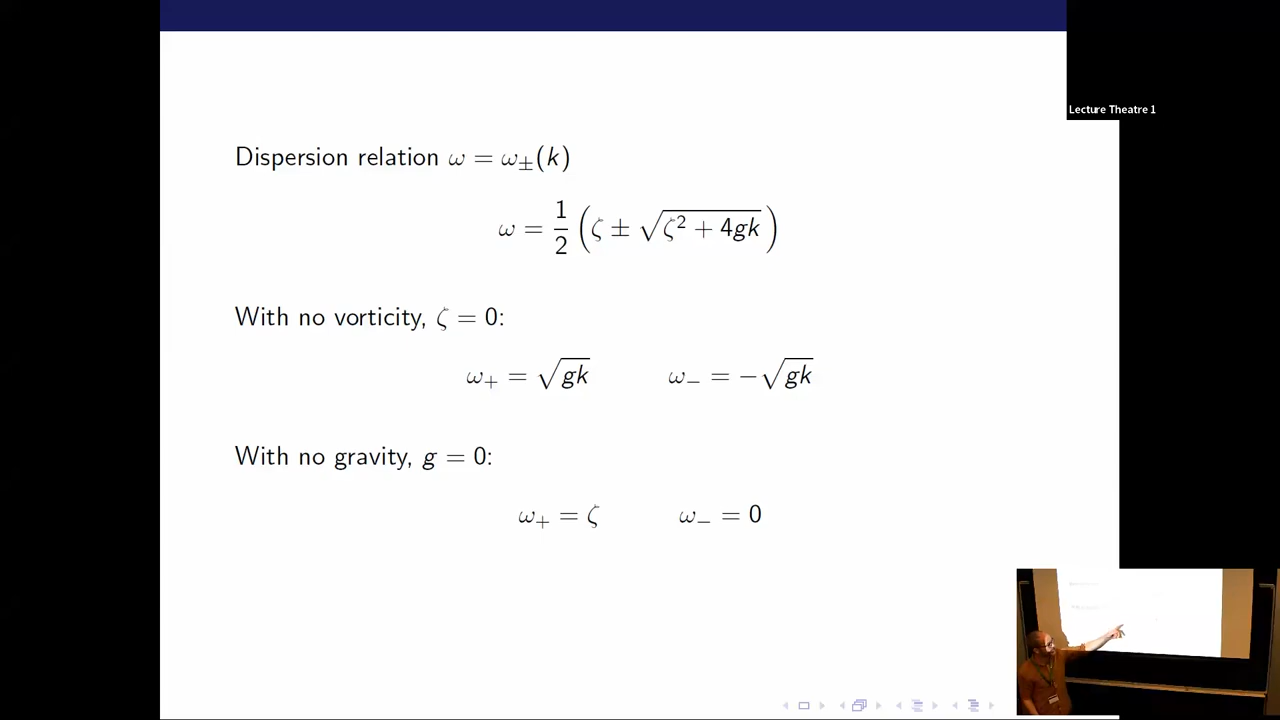 Lecture Theatre 1
Dispersion relation ω = ω±(k)
ω = 1/2 (ζ ± √(ζ² + 4gk))
With no vorticity, ζ = 0:
ω₊ = √gk ω₋ = −√gk
With no gravity, g = 0:
ω₊ = ζ ω₋ = 0